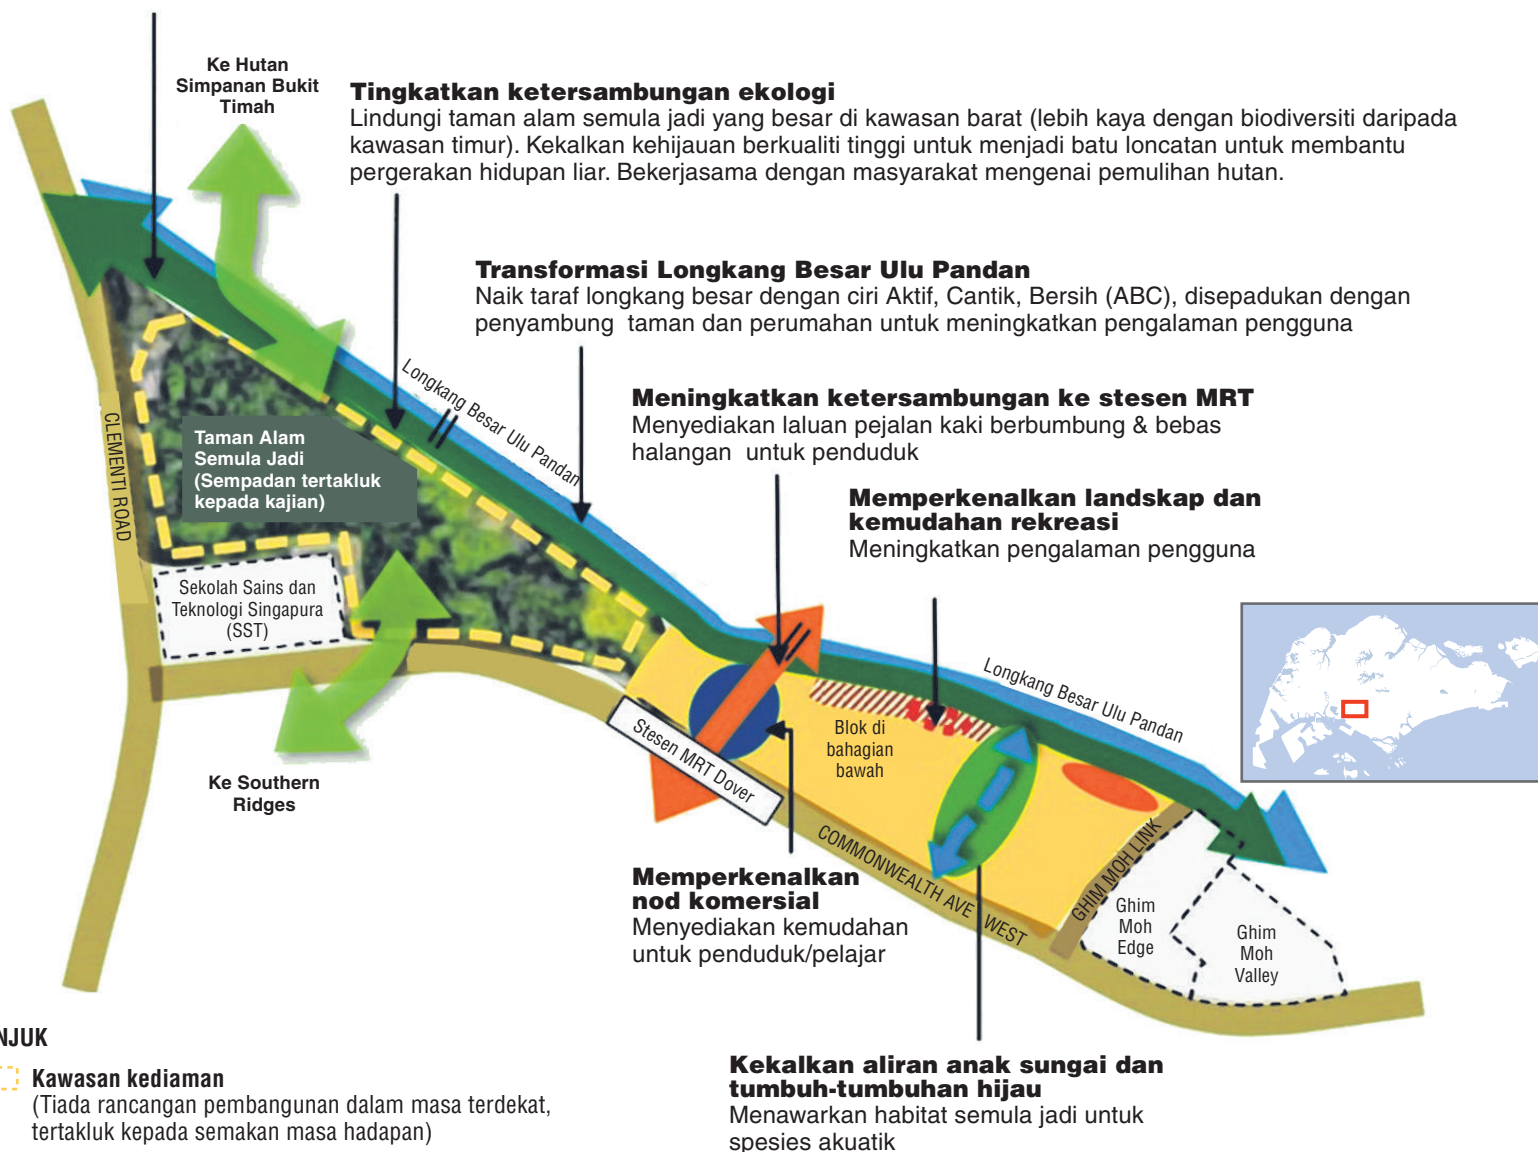 Ke Hutan
Simpanan Bukit
Timah
Tingkatkan ketersambungan ekologi
Lindungi taman alam semula jadi yang besar di kawasan barat (lebih kaya dengan biodiversiti daripada
kawasan timur). Kekalkan kehijauan berkualiti tinggi untuk menjadi batu loncatan untuk membantu
pergerakan hidupan liar. Bekerjasama dengan masyarakat mengenai pemulihan hutan.
Transformasi Longkang Besar Ulu Pandan
Naik taraf longkang besar dengan ciri Aktif, Cantik, Bersih (ABC), disepadukan dengan
penyambung taman dan perumahan untuk meningkatkan pengalaman pengguna
Longkang Besar Ulu Pandan
Meningkatkan ketersambungan ke stesen MRT
Menyediakan laluan pejalan kaki berbumbung & bebas
halangan untuk penduduk
CLEMENTI ROAD
Taman Alam
Semula Jadi
(Sempadan tertakluk
kepada kajian)
Memperkenalkan landskap dan
kemudahan rekreasi
Meningkatkan pengalaman pengguna
Sekolah Sains dan
Teknologi Singapura
(SST)
Longkang Besar Ulu Pandan
Stesen MRT Dover
Blok di
bahagian
bawah
Ke Southern
Ridges
COMMONWEALTH AVE WEST
GHIM MOH LINK
Memperkenalkan
nod komersial
Menyediakan kemudahan
untuk penduduk/pelajar
Ghim
Moh
Edge
Ghim
Moh
Valley
NJUK
Kawasan kediaman
(Tiada rancangan pembangunan dalam masa terdekat,
tertakluk kepada semakan masa hadapan)
Kekalkan aliran anak sungai dan
tumbuh-tumbuhan hijau
Menawarkan habitat semula jadi untuk
spesies akuatik